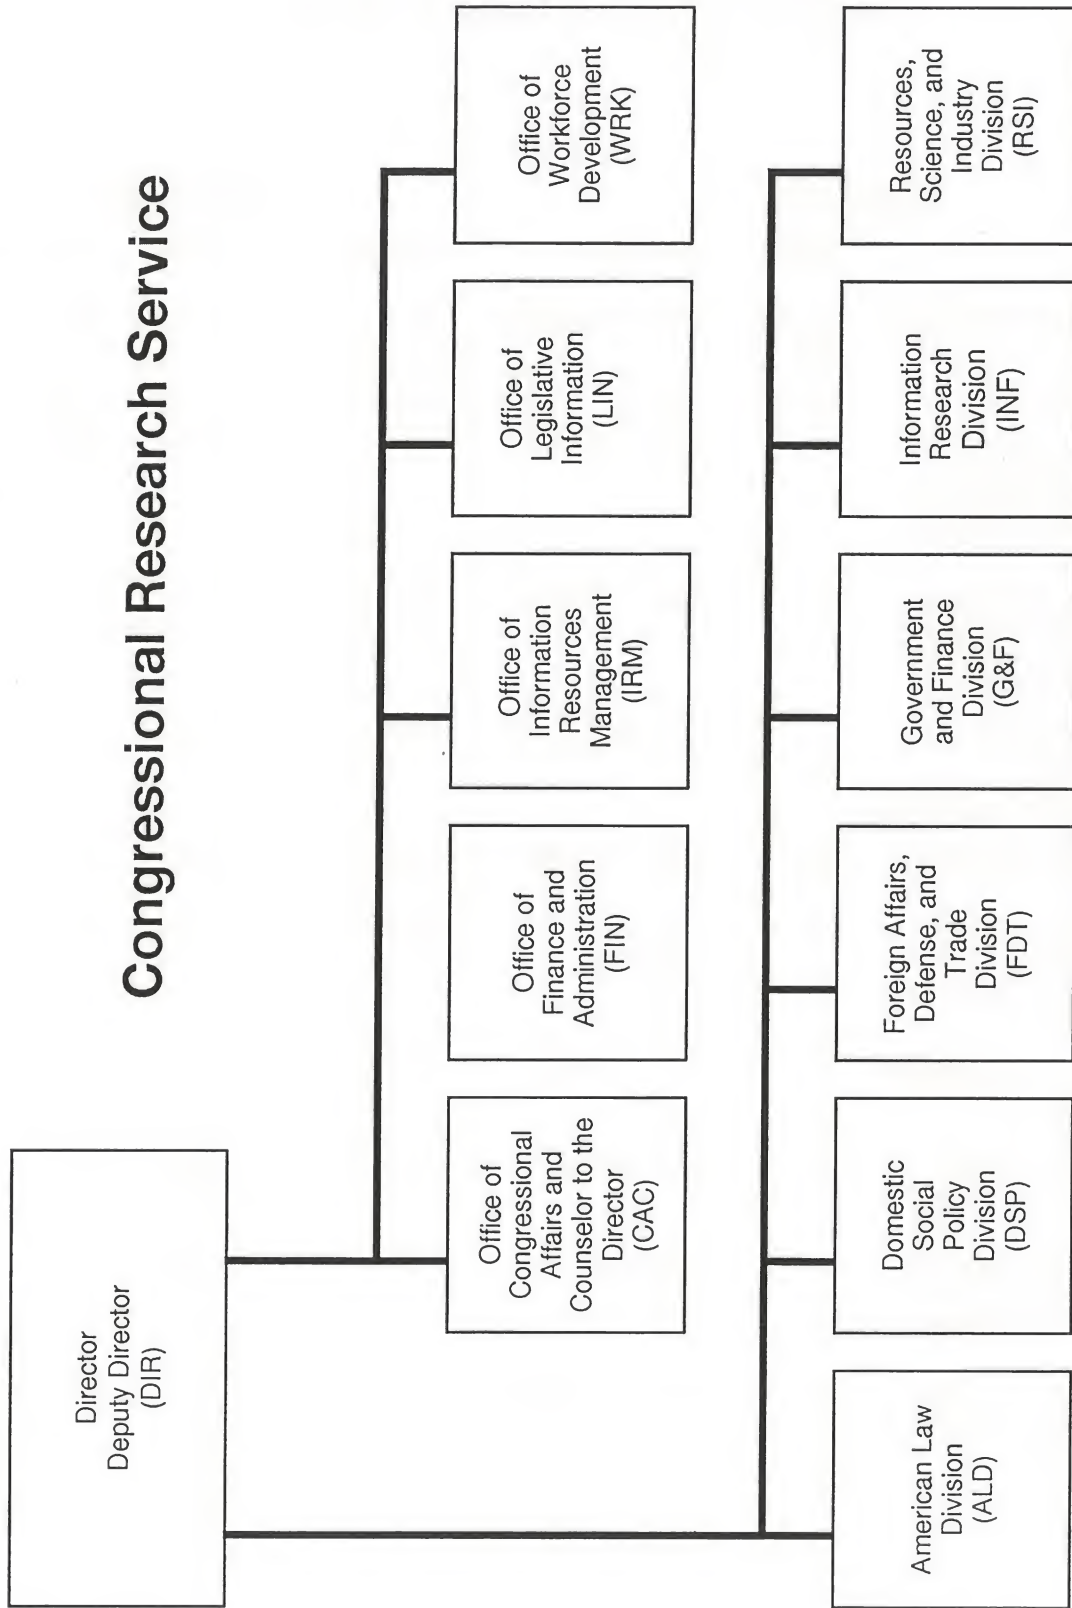 Congressional Research Service
Director
Deputy Director
(DIR)
Office of
Congressional
Affairs and
Counselor to the
Director
(CAC)
Office of
Finance and
Administration
(FIN)
Office of
Information
Resources
Management
(IRM)
Office of
Legislative
Information
(LIN)
Office of
Workforce
Development
(WRK)
American Law
Division
(ALD)
Domestic
Social
Policy
Division
(DSP)
Foreign Affairs,
Defense, and
Trade
Division
(FDT)
Government
and Finance
Division
(G&F)
Information
Research
Division
(INF)
Resources,
Science, and
Industry
Division
(RSI)